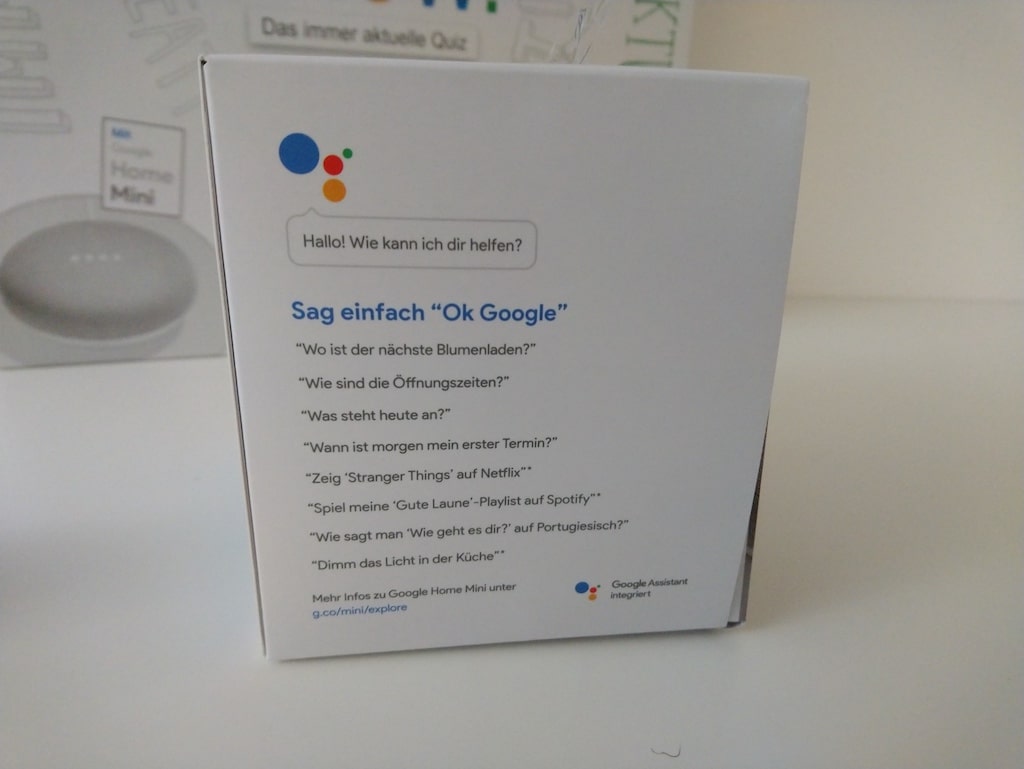 Das immer aktuelle Quiz
Mit
Google
Home
Mini
Hallo! Wie kann ich dir helfen?
Sag einfach “Ok Google”
“Wo ist der nächste Blumenladen?”
“Wie sind die Öffnungszeiten?”
“Was steht heute an?”
“Wann ist morgen mein erster Termin?”
“Zeig ‘Stranger Things’ auf Netflix”*
“Spiel meine ‘Gute Laune’-Playlist auf Spotify”*
“Wie sagt man ‘Wie geht es dir?’ auf Portugiesisch?”
“Dimm das Licht in der Küche”*
Mehr Infos zu Google Home Mini unter
g.co/mini/explore
Google Assistant
integriert